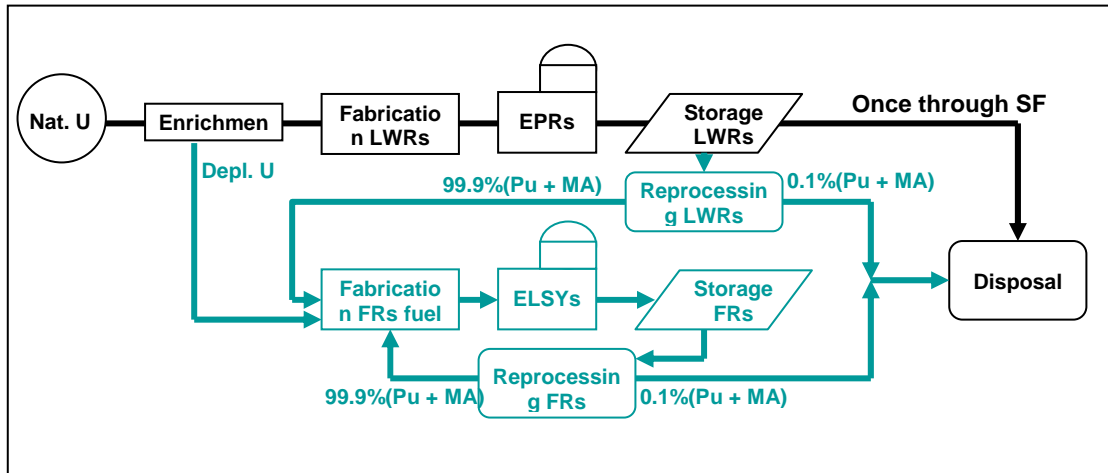 Nat. U
Enrichmen
Fabricatio
n LWRs
EPRs
Storage
LWRs
Once through SF
Depl. U
99.9%(Pu + MA)
Reprocessin
g LWRs
0.1%(Pu + MA)
Fabricatio
n FRs fuel
ELSYs
Storage
FRs
Disposal
99.9%(Pu + MA)
Reprocessin
g FRs
0.1%(Pu + MA)